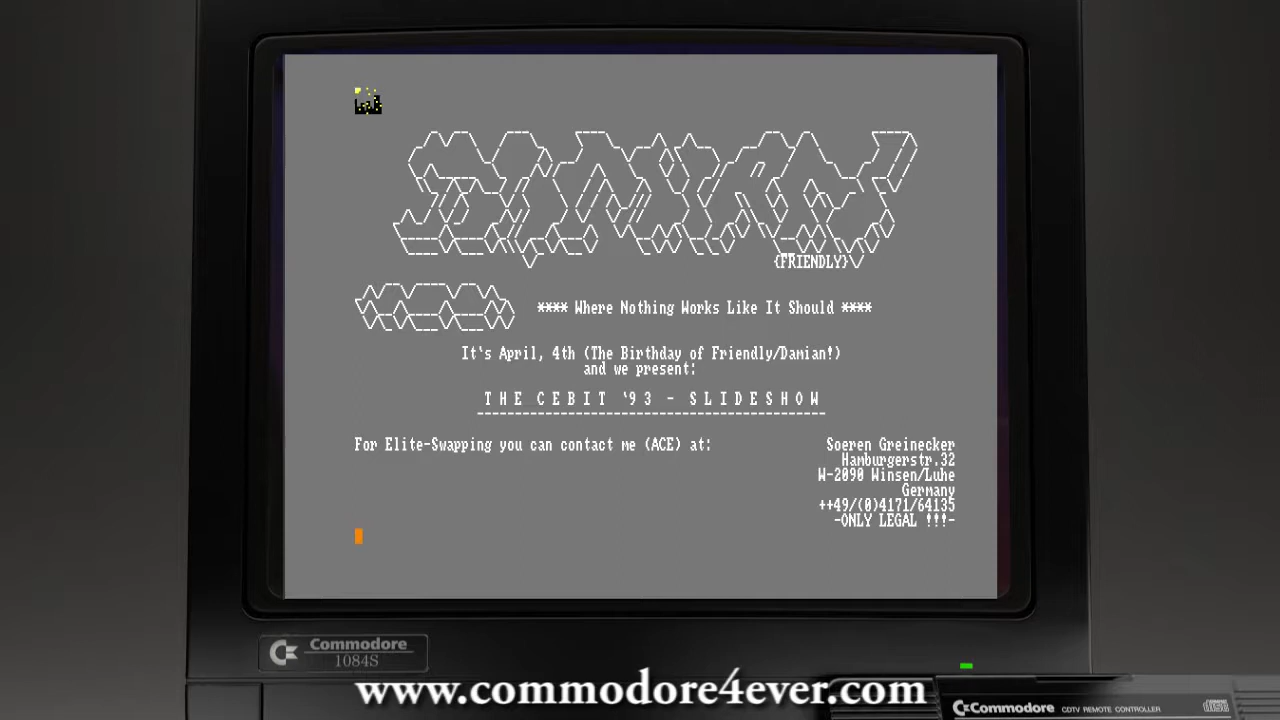 {FRIENDLY}
**** Where Nothing Works Like It Should ****
It's April, 4th (The Birthday of Friendly/Damian!)
and we present:
T H E C E B I T '9 3 - S L I D E S H O W
For Elite-Swapping you can contact me (ACE) at:
Soeren Greinecker
Hamburgerstr.32
W-2090 Winsen/Luhe
Germany
++49/(0)4171/64135
-ONLY LEGAL !!!-
Commodore
1084S
www.commodore4ever.com
Commodore CDTV REMOTE CONTROLLER